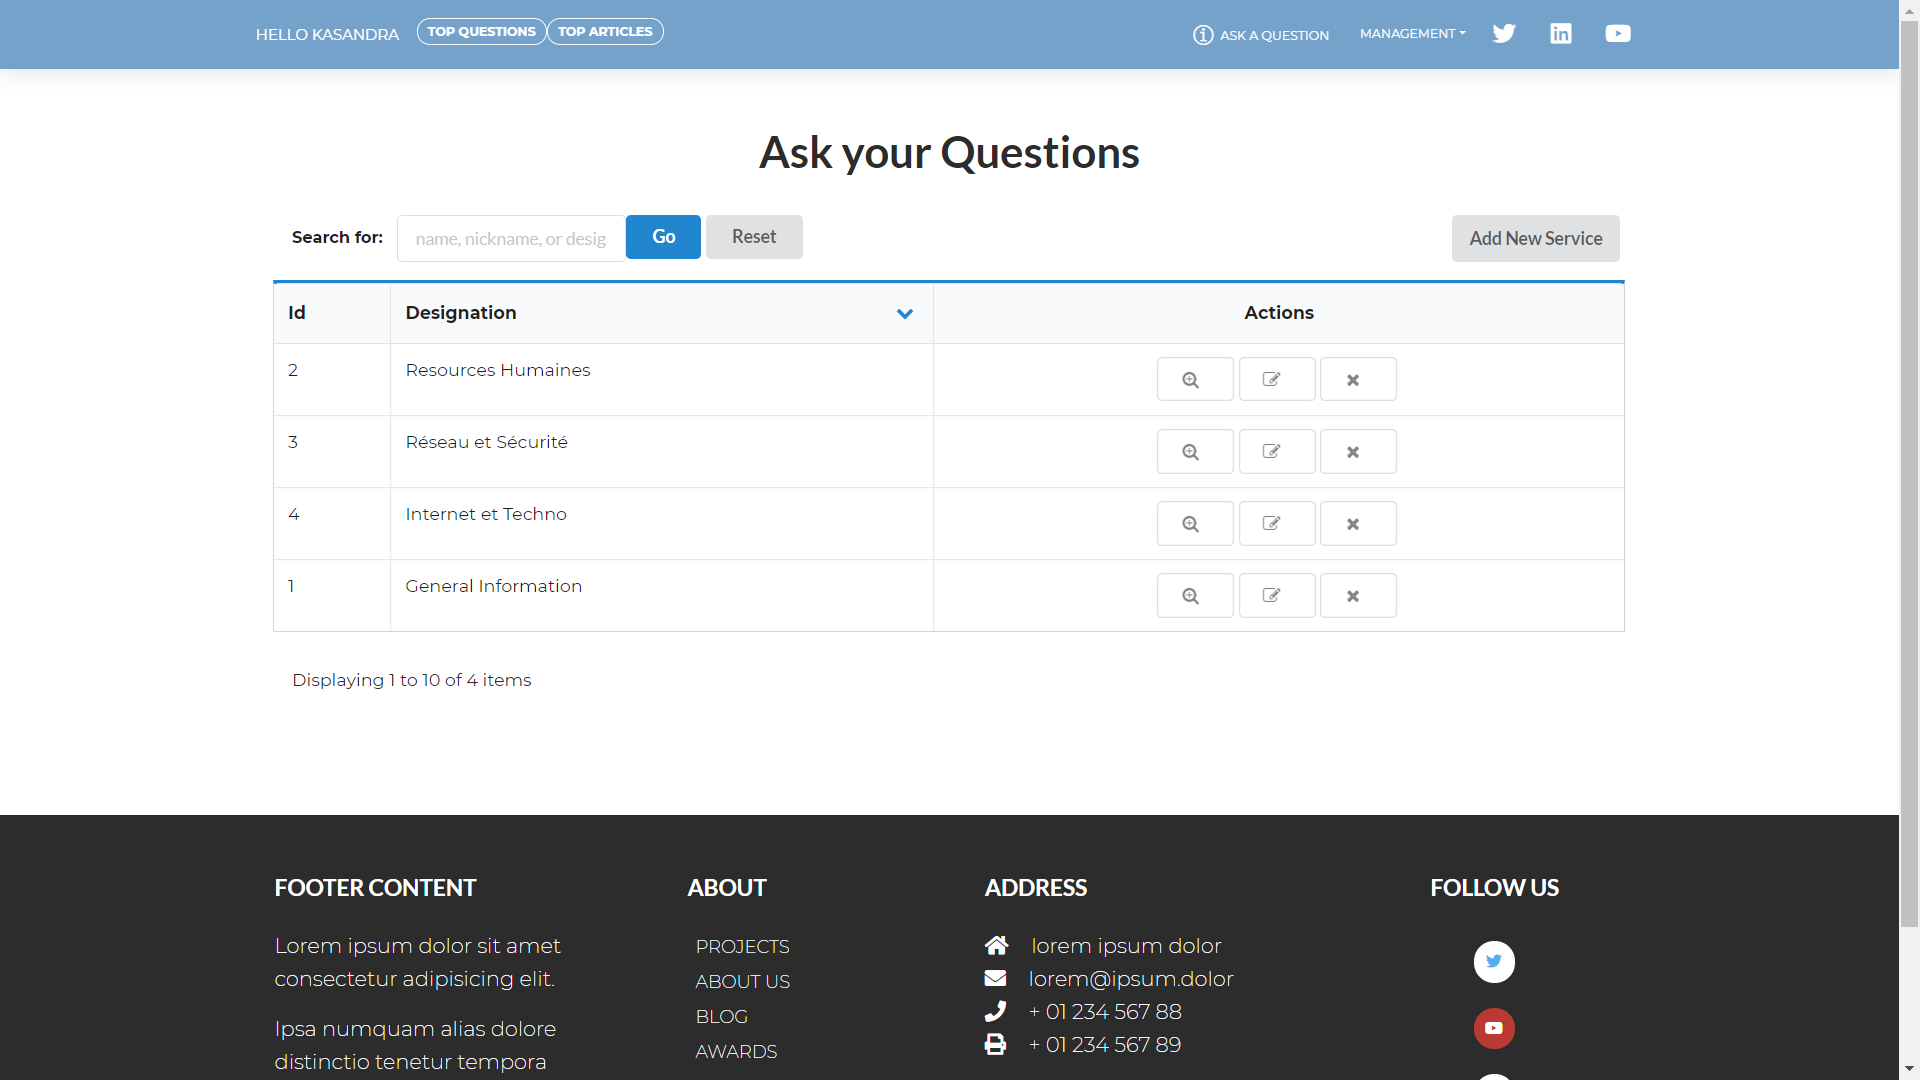 HELLO KASANDRA TOP QUESTIONS TOP ARTICLES ASK A QUESTION MANAGEMENT
Ask your Questions
Search for: name, nickname, or desig Go Reset Add New Service
Id Designation Actions
2 Resources Humaines
3 Réseau et Sécurité
4 Internet et Techno
1 General Information
Displaying 1 to 10 of 4 items
FOOTER CONTENT
Lorem ipsum dolor sit amet
consectetur adipisicing elit.
Ipsa numquam alias dolore
distinctio tenetur tempora
ABOUT
PROJECTS
ABOUT US
BLOG
AWARDS
ADDRESS
lorem ipsum dolor
lorem@ipsum.dolor
+ 01 234 567 88
+ 01 234 567 89
FOLLOW US